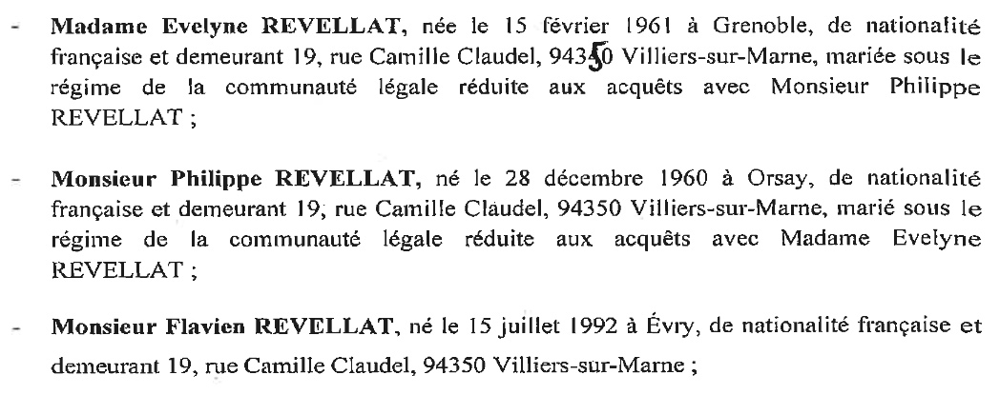 - Madame Evelyne REVELLAT, née le 15 février 1961 à Grenoble, de nationalité
française et demeurant 19, rue Camille Claudel, 94350 Villiers-sur-Marne, mariée sous le
régime de la communauté légale réduite aux acquêts avec Monsieur Philippe
REVELLAT ;
- Monsieur Philippe REVELLAT, né le 28 décembre 1960 à Orsay, de nationalité
française et demeurant 19, rue Camille Claudel, 94350 Villiers-sur-Marne, marié sous le
régime de la communauté légale réduite aux acquêts avec Madame Evelyne
REVELLAT ;
- Monsieur Flavien REVELLAT, né le 15 juillet 1992 à Évry, de nationalité française et
demeurant 19, rue Camille Claudel, 94350 Villiers-sur-Marne ;